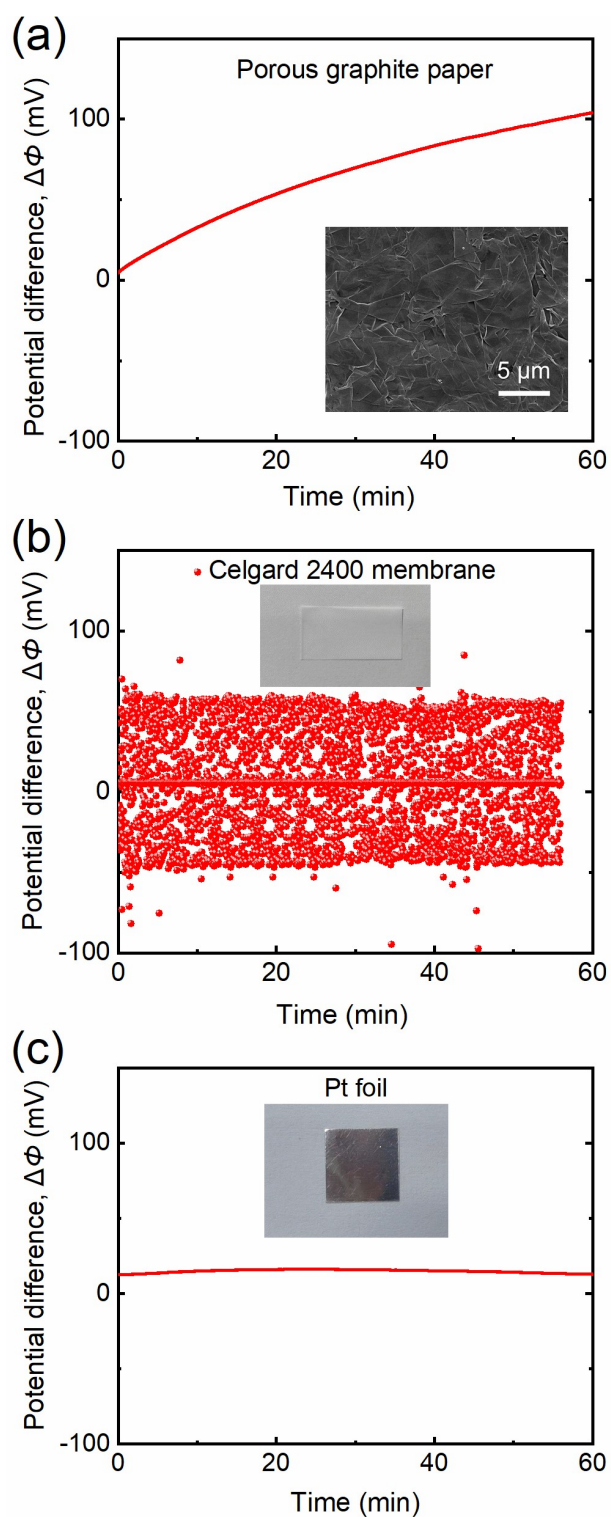 (a)
Porous graphite paper
Potential difference, ΔΦ (mV)
100
0
-100
5 μm
0 20 40 60
Time (min)
(b)
Celgard 2400 membrane
Potential difference, ΔΦ (mV)
100
0
-100
0 20 40 60
Time (min)
(c)
Pt foil
Potential difference, ΔΦ (mV)
100
0
-100
0 20 40 60
Time (min)